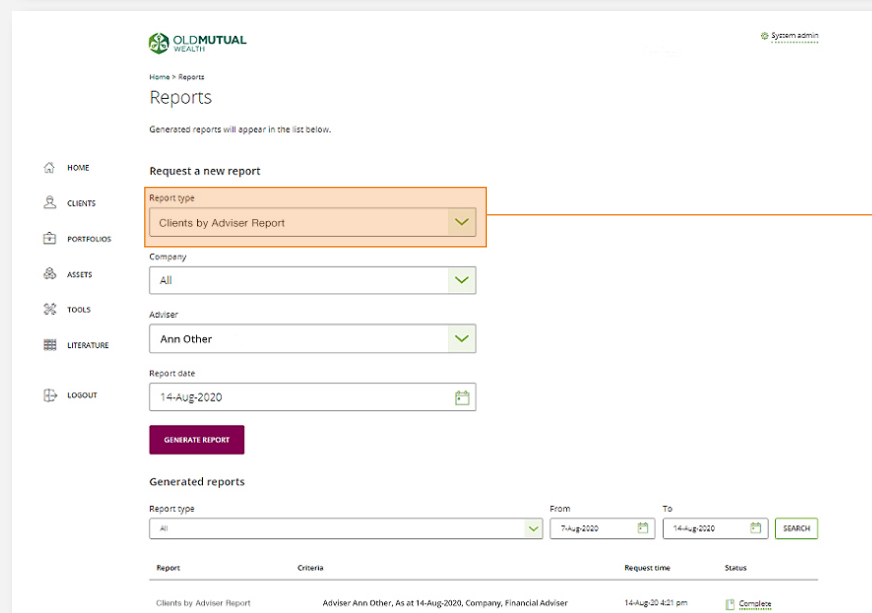 OLDMUTUAL
WEALTH
System admin
Home > Reports
Reports
Generated reports will appear in the list below.
HOME
CLIENTS
PORTFOLIOS
ASSETS
TOOLS
LITERATURE
LOGOUT
Request a new report
Report type
Clients by Adviser Report
Company
All
Adviser
Ann Other
Report date
14-Aug-2020
GENERATE REPORT
Generated reports
Report type From To
All 7-Aug-2020 14-Aug-2020 SEARCH
Report Criteria Request time Status
Clients by Adviser Report Adviser Ann Other, As at 14-Aug-2020, Company, Financial Adviser 14-Aug-20 4:21 pm Complete